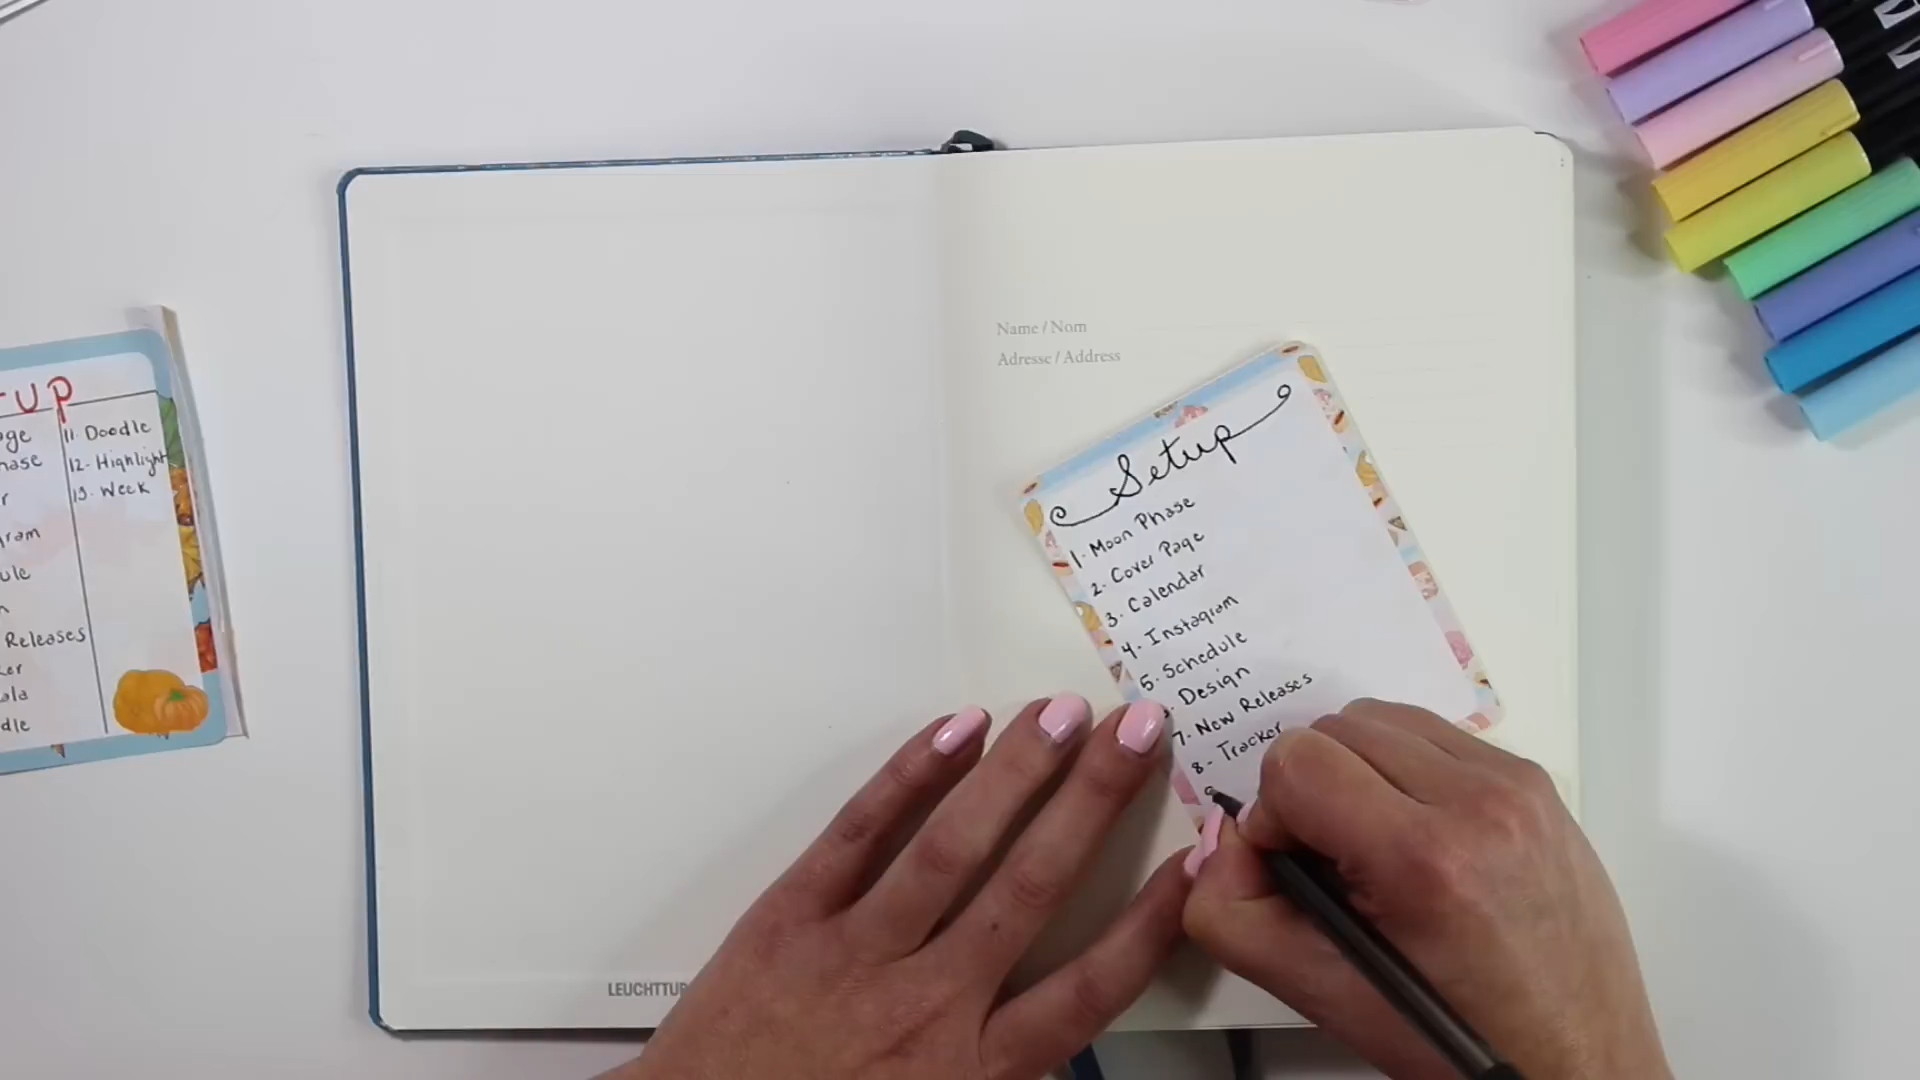 11. Doodle
12- Highlight
13. Week
Releases
Name / Nom
Adresse / Address
Setup
1- Moon Phase
2- Cover Page
3- Calendar
4- Instagram
5- Schedule
Design
7- New Releases
8- Tracker
9